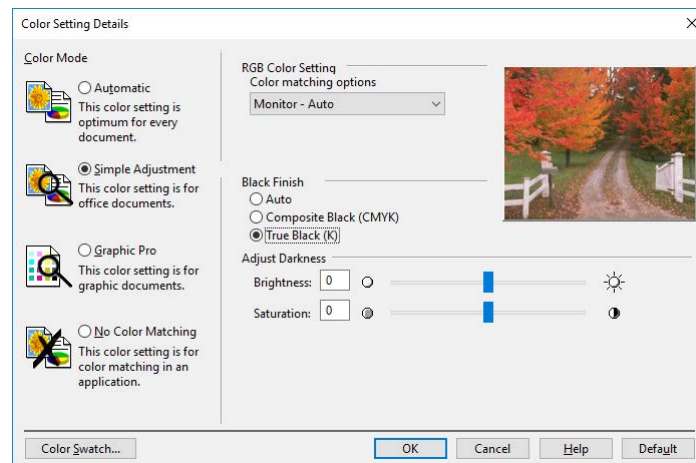 Color Setting Details
Color Mode
Automatic
This color setting is
optimum for every
document.
Simple Adjustment
This color setting is for
office documents.
Graphic Pro
This color setting is for
graphic documents.
No Color Matching
This color setting is for
color matching in an
application.
RGB Color Setting
Color matching options
Monitor - Auto
Black Finish
Auto
Composite Black (CMYK)
True Black (K)
Adjust Darkness
Brightness: 0
Saturation: 0
Color Swatch... OK Cancel Help Default